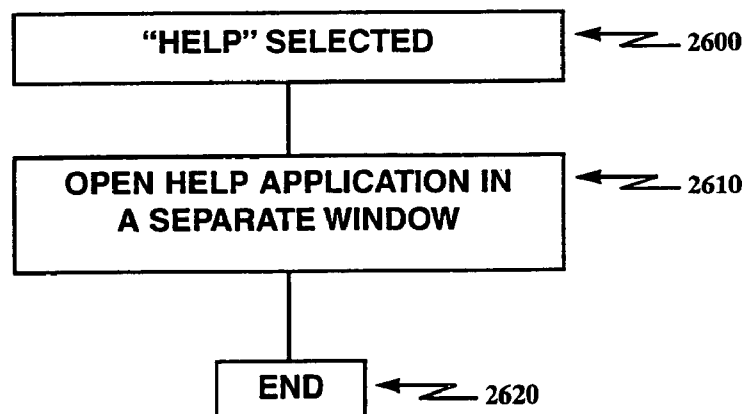 “HELP” SELECTED
2600
OPEN HELP APPLICATION IN
A SEPARATE WINDOW
2610
END
2620